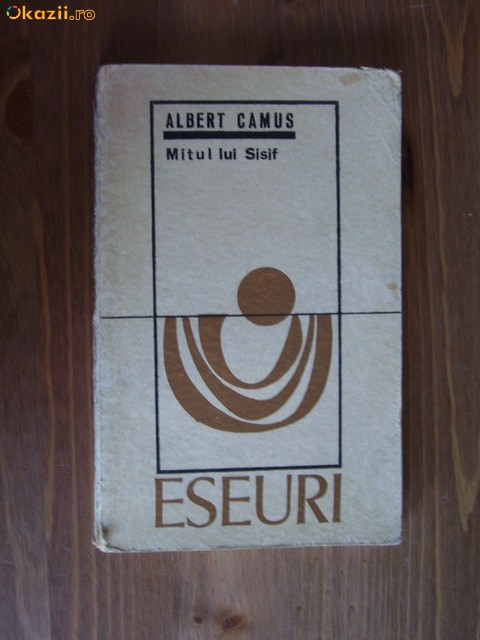 Okazii.ro
ALBERT CAMUS
Mitul lui Sisif
ESEURI